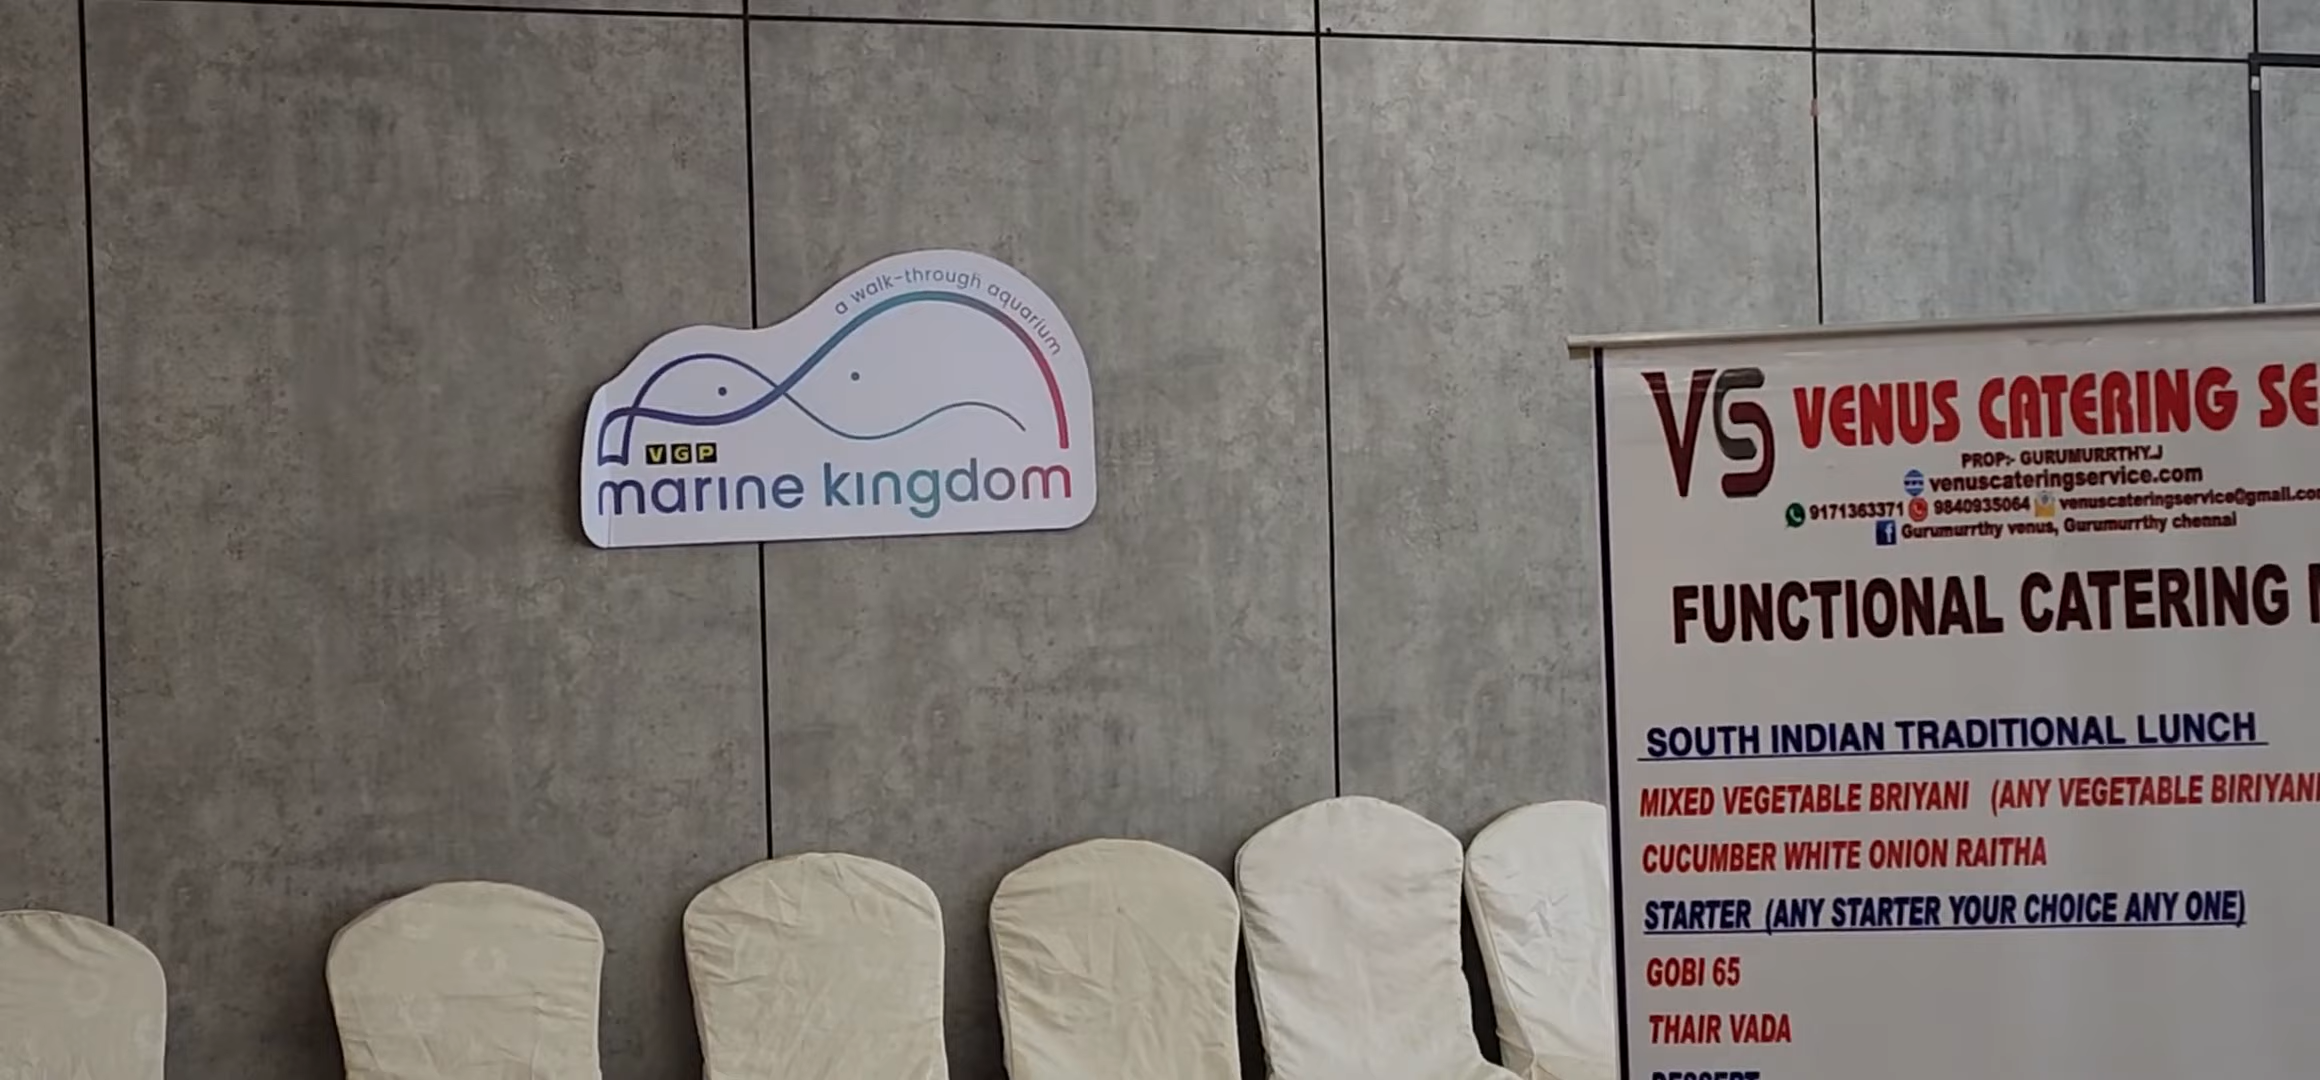 a walk-through aquarium
VGP
marine kingdom
VS VENUS CATERING SE
PROP:- GURUMURRTHY.J
venuscateringservice.com
9171363371 9840935064 venuscateringservice@gmail.co
Gurumurrthy venus, Gurumurrthy chennai
FUNCTIONAL CATERING
SOUTH INDIAN TRADITIONAL LUNCH
MIXED VEGETABLE BRIYANI (ANY VEGETABLE BIRIYANI
CUCUMBER WHITE ONION RAITHA
STARTER (ANY STARTER YOUR CHOICE ANY ONE)
GOBI 65
THAIR VADA